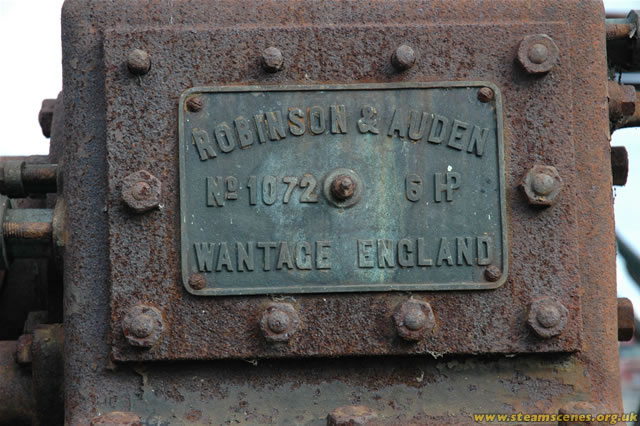 ROBINSON & AUDEN
No 1072 6 HP
WANTAGE ENGLAND
www.steamscenes.org.uk